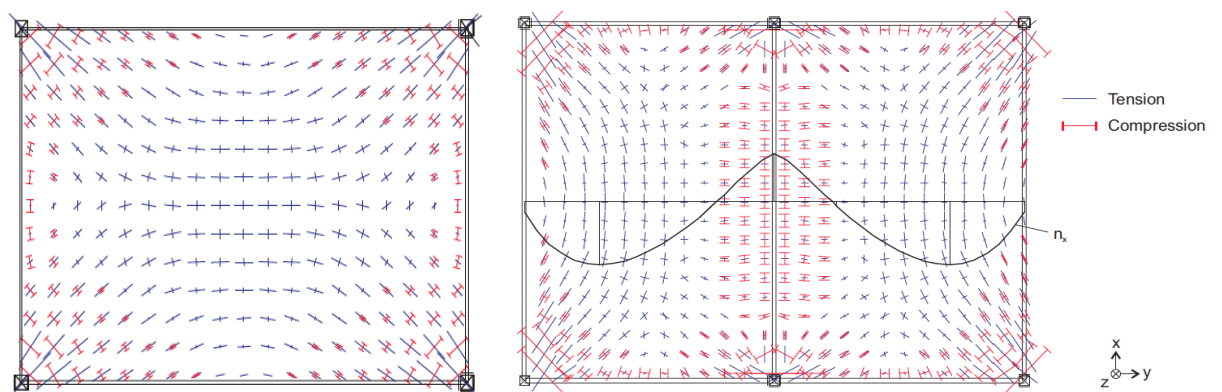 Tension
Compression
nₓ
x
z
y